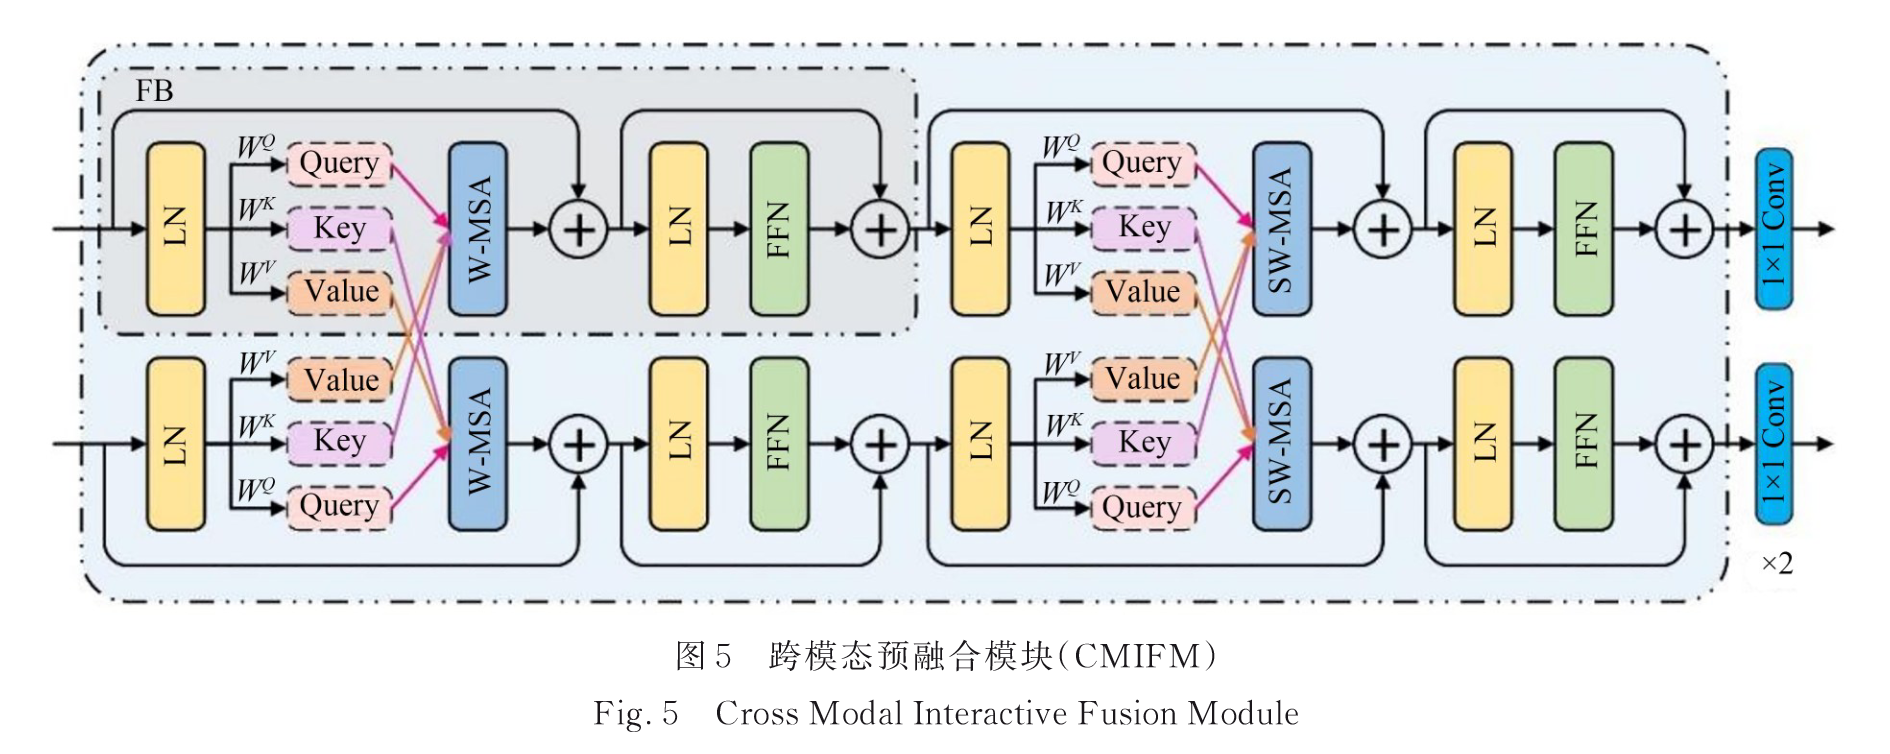 FB
LN
W^Q
Query
W^K
Key
W^V
Value
W-MSA
LN
FFN
LN
W^Q
Query
W^K
Key
W^V
Value
SW-MSA
LN
FFN
1×1 Conv
LN
W^V
Value
W^K
Key
W^Q
Query
W-MSA
LN
FFN
LN
W^V
Value
W^K
Key
W^Q
Query
SW-MSA
LN
FFN
1×1 Conv
×2
图5 跨模态预融合模块(CMIFM)
Fig. 5 Cross Modal Interactive Fusion Module